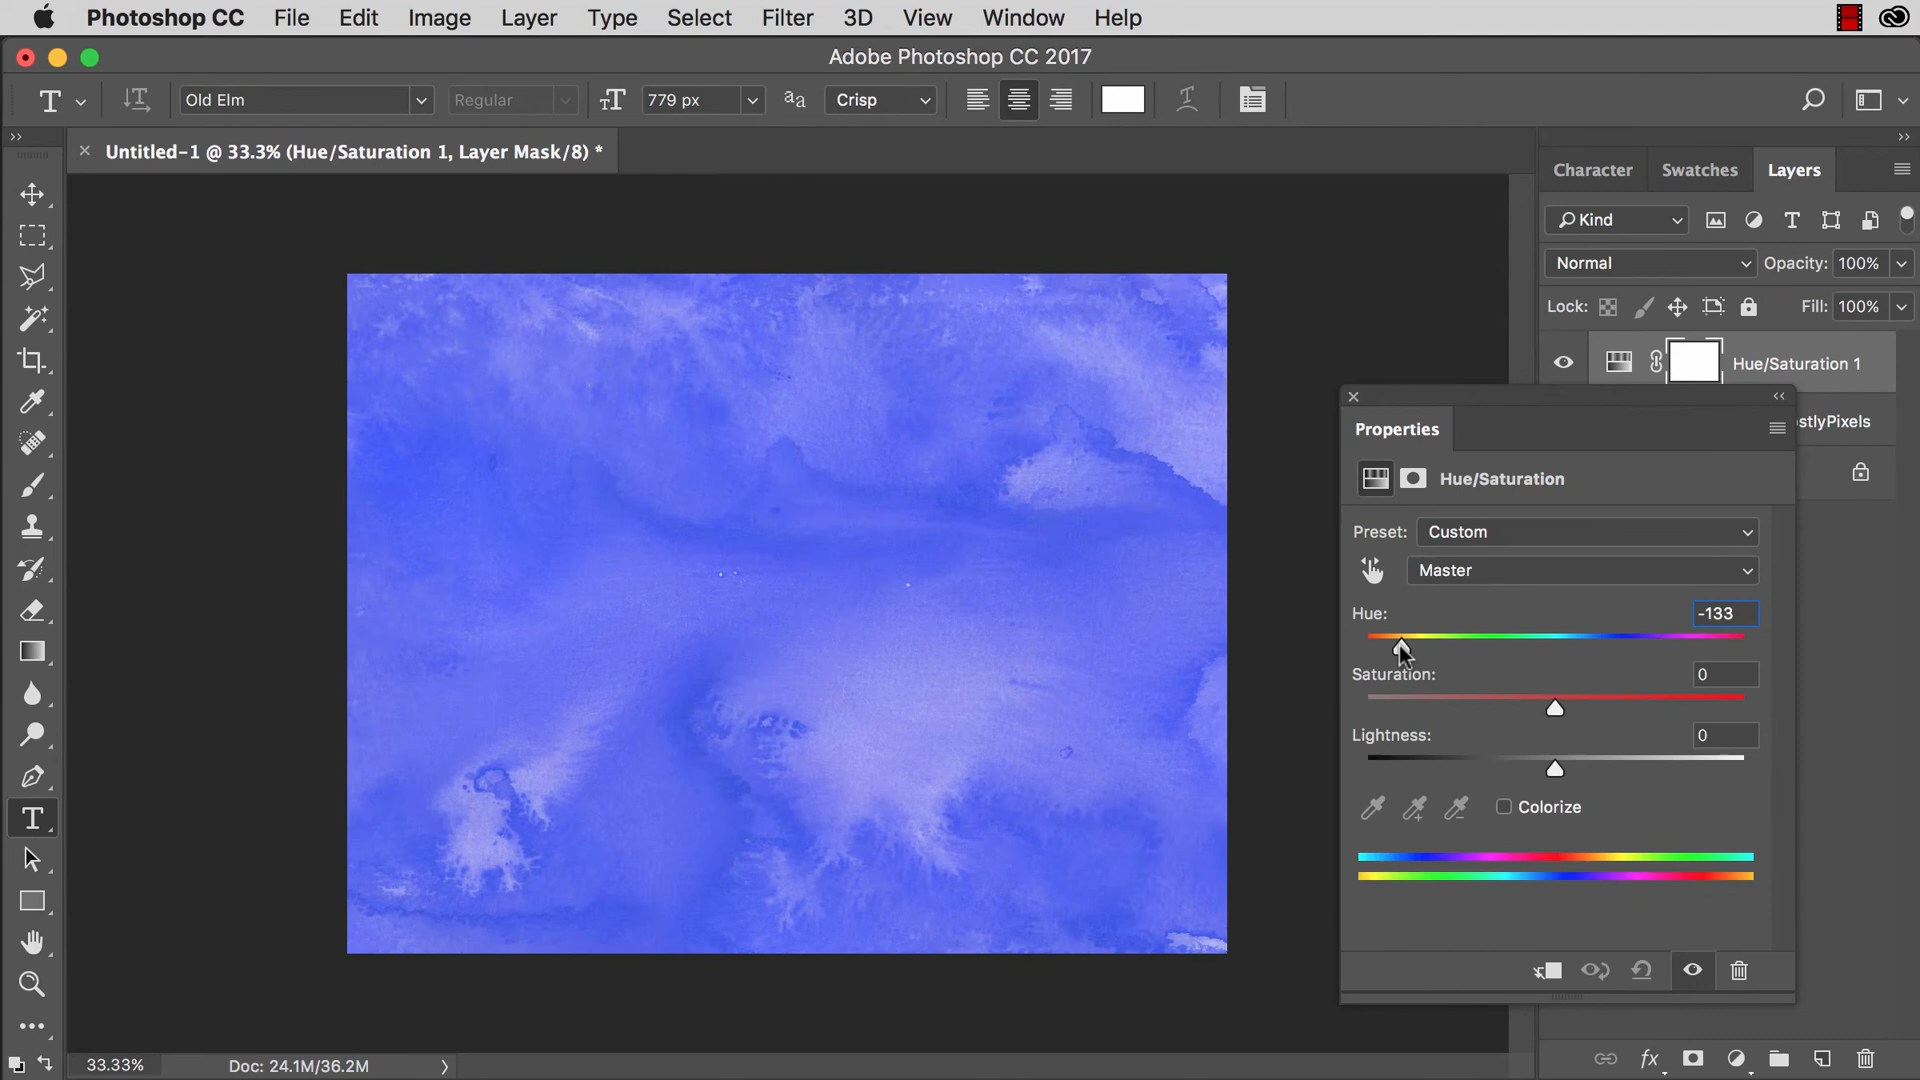 Photoshop CC File Edit Image Layer Type Select Filter 3D View Window Help
Adobe Photoshop CC 2017
Old Elm Regular 779 px Crisp
Untitled-1 @ 33.3% (Hue/Saturation 1, Layer Mask/8) *
Character Swatches Layers
Kind
Normal Opacity: 100%
Lock: Fill: 100%
Hue/Saturation 1
stlyPixels
Properties
Hue/Saturation
Preset: Custom
Master
Hue: -133
Saturation: 0
Lightness: 0
Colorize
33.33% Doc: 24.1M/36.2M